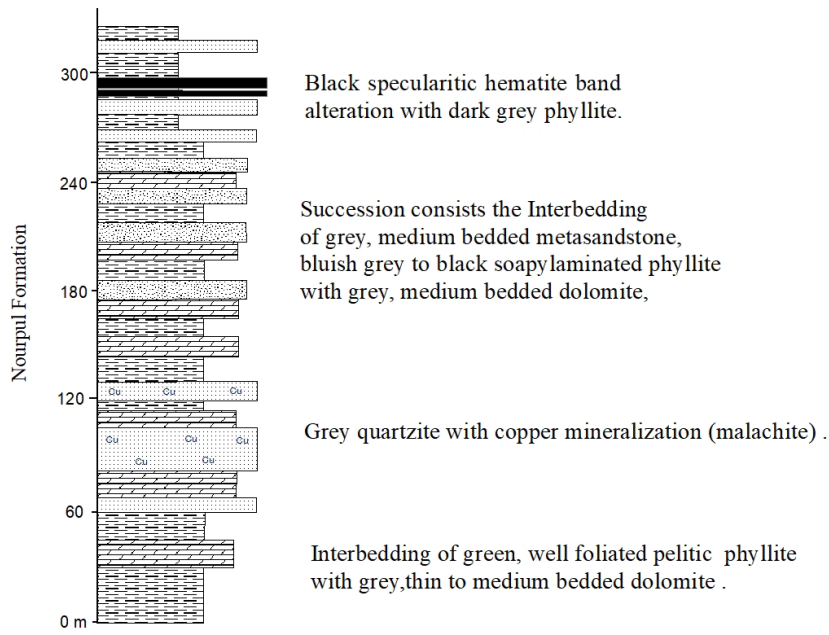 300
Black specularitic hematite band
alteration with dark grey phyllite.
240
Succession consists the Interbedding
of grey, medium bedded metasandstone,
bluish grey to black soapylaminated phyllite
with grey, medium bedded dolomite,
180
Nourpul Formation
120
Cu Cu Cu
Grey quartzite with copper mineralization (malachite) .
Cu Cu Cu
Cu Cu
60
Interbedding of green, well foliated pelitic phyllite
with grey,thin to medium bedded dolomite .
0 m